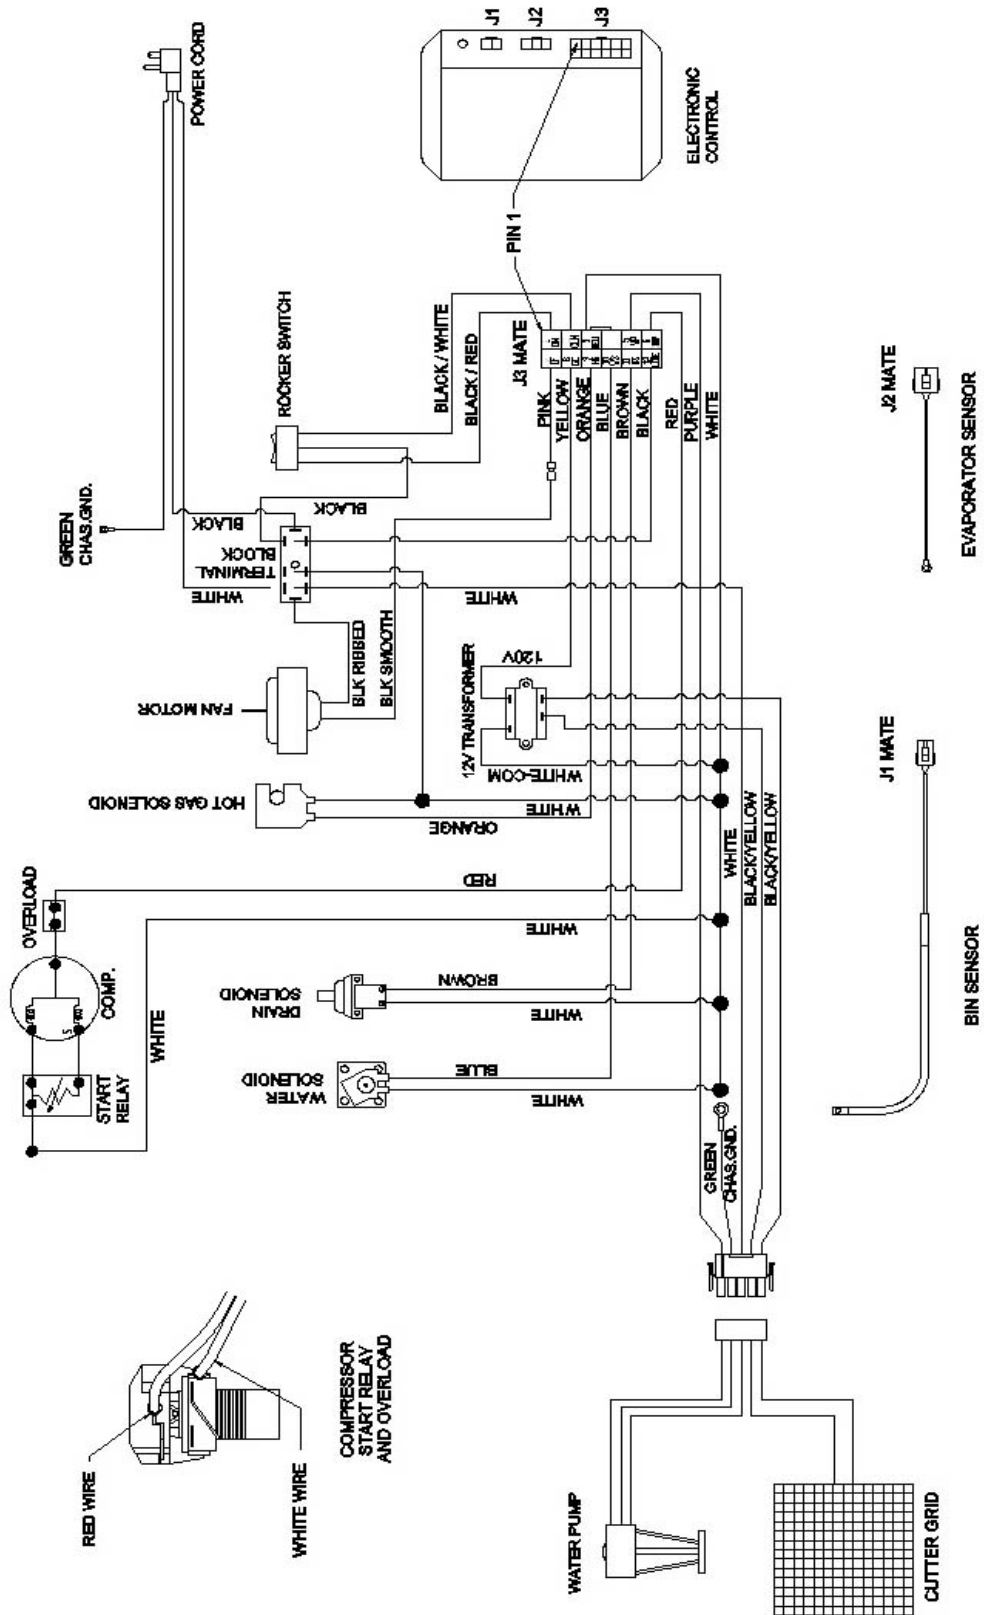 POWER CORD
GREEN
CHAS.GND.
ROCKER SWITCH
BLACK
BLACK
TERMINAL
BLOCK
WHITE
FAN MOTOR
BLK RIBBED
BLK SMOOTH
WHITE
BLACK / WHITE
BLACK / RED
J3 MATE
PIN 1
J1
J2
J3
ELECTRONIC
CONTROL
PINK
YELLOW
ORANGE
BLUE
BROWN
BLACK
RED
PURPLE
WHITE
12V TRANSFORMER
120V
WHITE-COM
HOT GAS SOLENOID
ORANGE
WHITE
OVERLOAD
COMP.
S
START
RELAY
WHITE
RED
WHITE
DRAIN
SOLENOID
BROWN
WHITE
WATER
SOLENOID
BLUE
WHITE
WHITE
BLACK/YELLOW
BLACK/YELLOW
GREEN
CHAS.GND.
J2 MATE
EVAPORATOR SENSOR
J1 MATE
BIN SENSOR
RED WIRE
WHITE WIRE
COMPRESSOR
START RELAY
AND OVERLOAD
WATER PUMP
CUTTER GRID